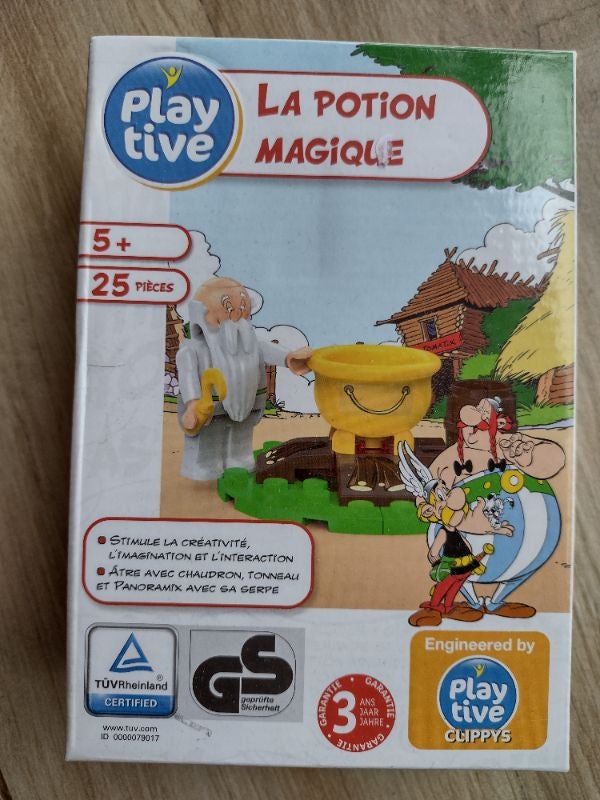 Play
tive
LA POTION
MAGIQUE
5+
25 PIÈCES
TOMATIX
STIMULE LA CRÉATIVITÉ,
L'IMAGINATION ET L'INTERACTION
ÂTRE AVEC CHAUDRON, TONNEAU
ET PANORAMIX AVEC SA SERPE
TÜVRheinland®
CERTIFIED
www.tuv.com
ID 0000079017
GS
geprüfte
Sicherheit
GARANTIE • GARANTIE • GARANTIE •
3 ANS
JAAR
JAHRE
Engineered by
Play
tive
CLIPPYS